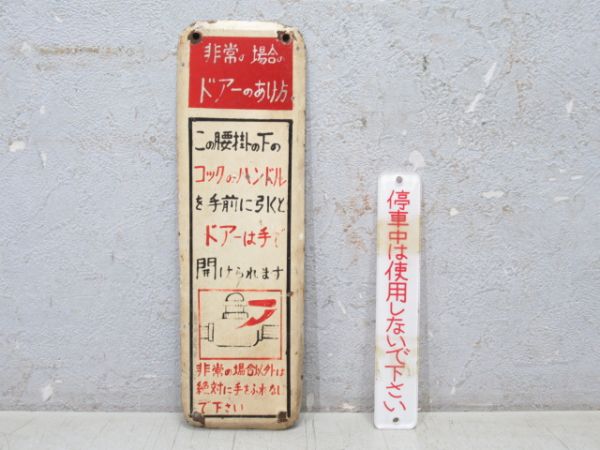 非常の場合の
ドアーのあけ方
この腰掛の下の
コックのハンドル
を手前に引くと
ドアーは手で
開けられます
非常の場合以外は
絶対に手をふれない
で下さい
停車中は使用しないで下さい